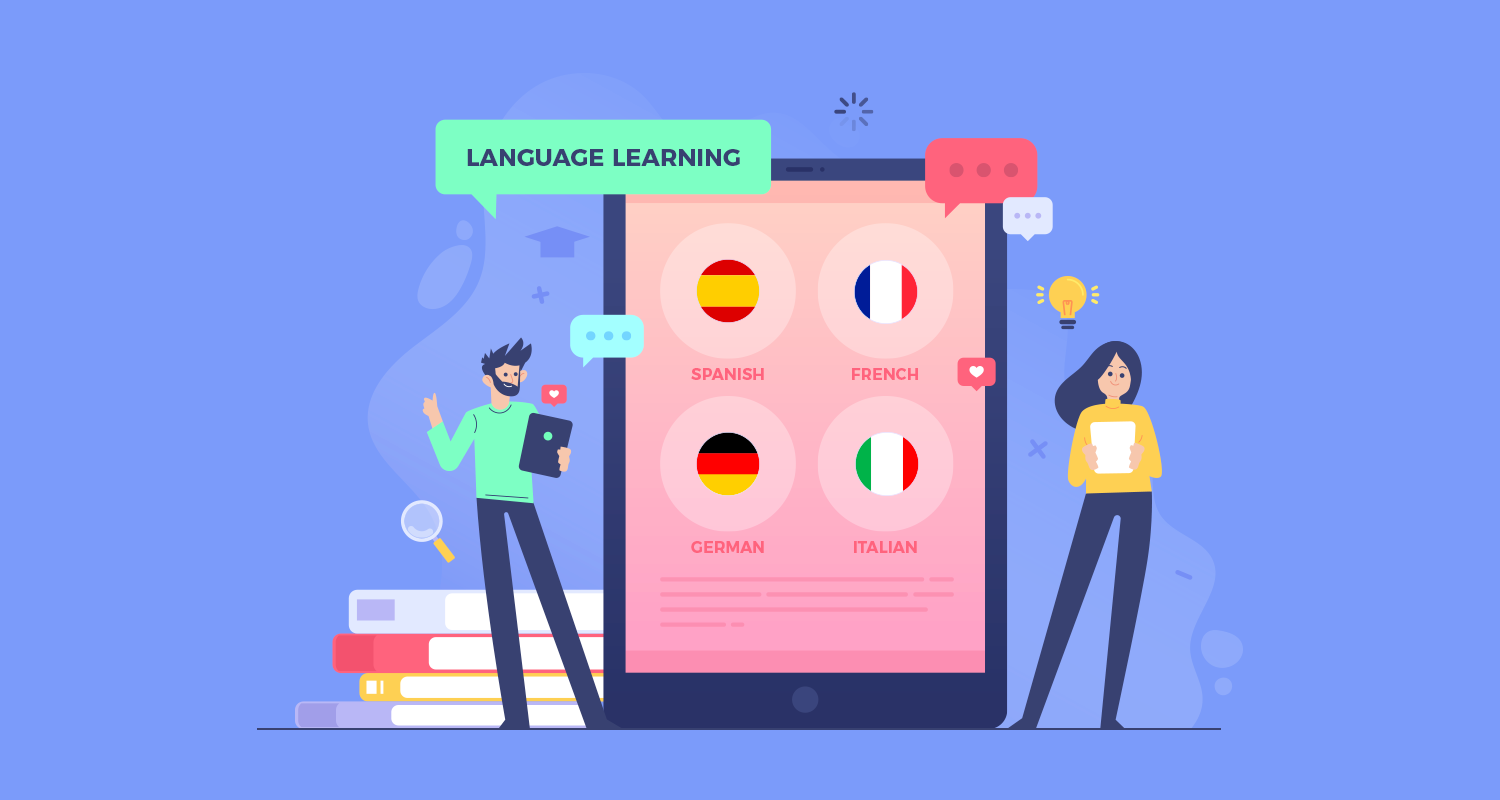 LANGUAGE LEARNING
SPANISH
FRENCH
GERMAN
ITALIAN